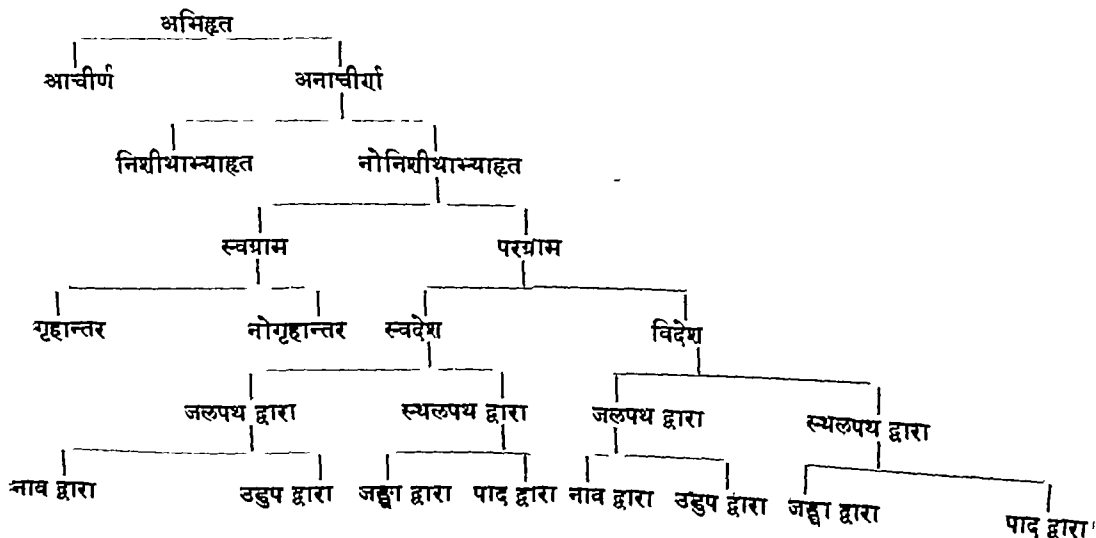 अभिहृत
आचीर्ण अनाचीर्ण
निशीथाभ्याहृत नोनिशीथाभ्याहृत
स्वग्राम परग्राम
गृहान्तर नोगृहान्तर स्वदेश विदेश
जलपथ द्वारा स्थलपथ द्वारा जलपथ द्वारा स्थलपथ द्वारा
नाव द्वारा उडुप द्वारा जङ्घा द्वारा पाद द्वारा नाव द्वारा उडुप द्वारा जङ्घा द्वारा पाद द्वारा